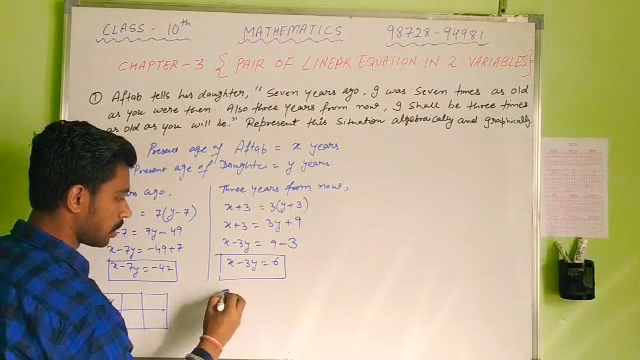 CLASS - 10th MATHEMATICS 98728-94981
CHAPTER-3 { PAIR OF LINEAR EQUATION IN 2 VARIABLES}
① Aftab tells his daughter, "Seven years ago, I was seven times as old
as you were then. Also three years from now, I shall be three times
as old as you will be." Represent this situation algebraically and graphically
Present age of Aftab = x years.
Present age of Daughter = y years.
ago,
= 7(y-7)
-7 = 7y-49
x-7y = -49+7
x-7y = -42
Three years from now,
x+3 = 3(y+3)
x+3 = 3y+9
x-3y = 9-3
x-3y = 6